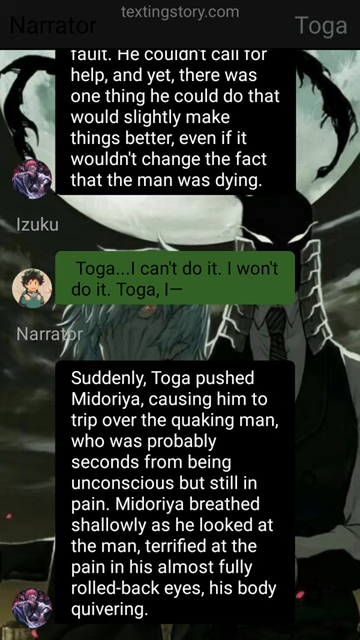 textingstory.com
Narrator Toga
fault. He couldn't call for
help, and yet, there was
one thing he could do that
would slightly make
things better, even if it
wouldn't change the fact
that the man was dying.
Izuku
Toga...I can't do it. I won't
do it. Toga, I—
Narrator
Suddenly, Toga pushed
Midoriya, causing him to
trip over the quaking man,
who was probably
seconds from being
unconscious but still in
pain. Midoriya breathed
shallowly as he looked at
the man, terrified at the
pain in his almost fully
rolled-back eyes, his body
quivering.